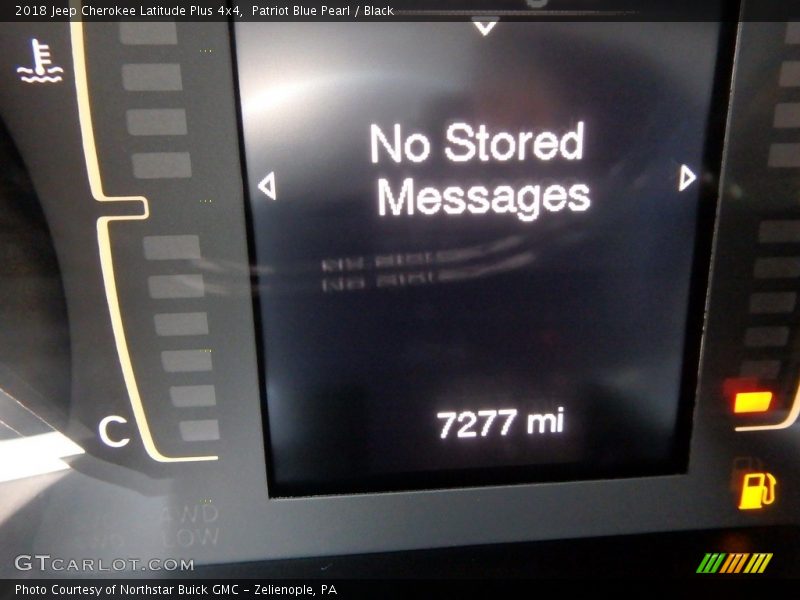 2018 Jeep Cherokee Latitude Plus 4x4,  Patriot Blue Pearl / Black
No Stored
Messages
7277 mi
C
GTCARLOT.COM
Photo Courtesy of Northstar Buick GMC - Zelienople, PA